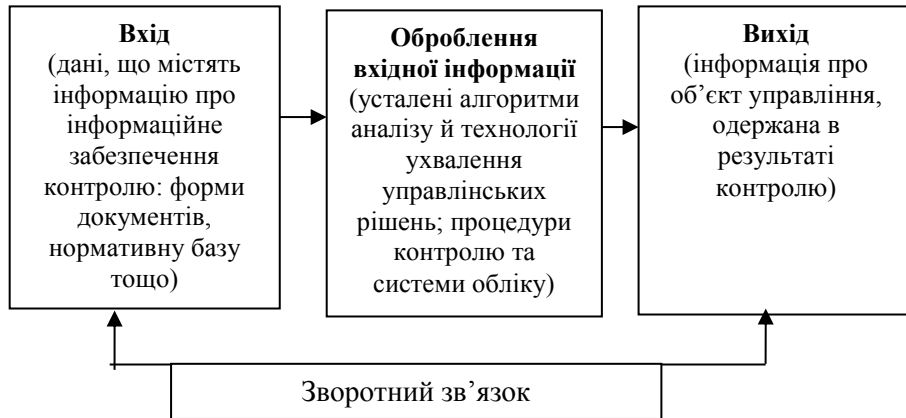 Вхід
(дані, що містять
інформацію про
інформаційне
забезпечення
контролю: форми
документів,
нормативну базу
тощо)
Оброблення
вхідної інформації
(усталені алгоритми
аналізу й технології
ухвалення
управлінських
рішень; процедури
контролю та
системи обліку)
Вихід
(інформація про
об’єкт управління,
одержана в
результаті
контролю)
Зворотний зв’язок